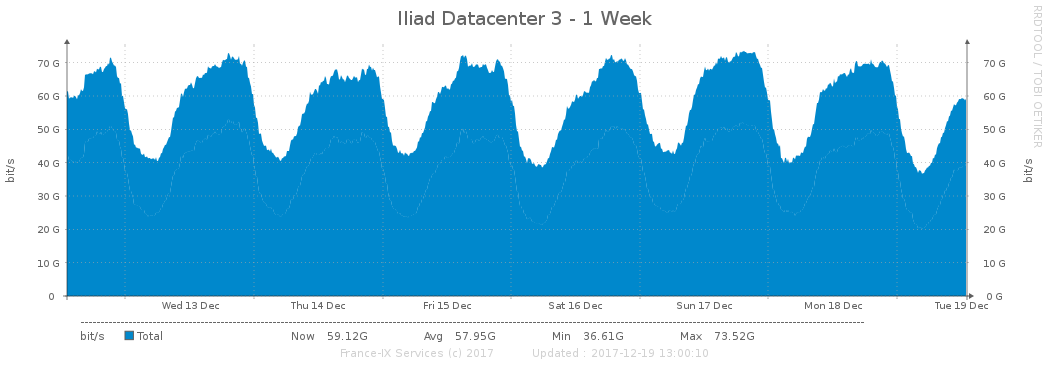 Iliad Datacenter 3 - 1 Week
RRDTOOL / TOBI OETIKER
bit/s
70 G 70 G
60 G 60 G
50 G 50 G
40 G 40 G
30 G 30 G
20 G 20 G
10 G 10 G
0 0 G
bit/s
Wed 13 Dec Thu 14 Dec Fri 15 Dec Sat 16 Dec Sun 17 Dec Mon 18 Dec Tue 19 Dec
bit/s Total Now 59.12G Avg 57.95G Min 36.61G Max 73.52G
France-IX Services (c) 2017 Updated : 2017-12-19 13:00:10